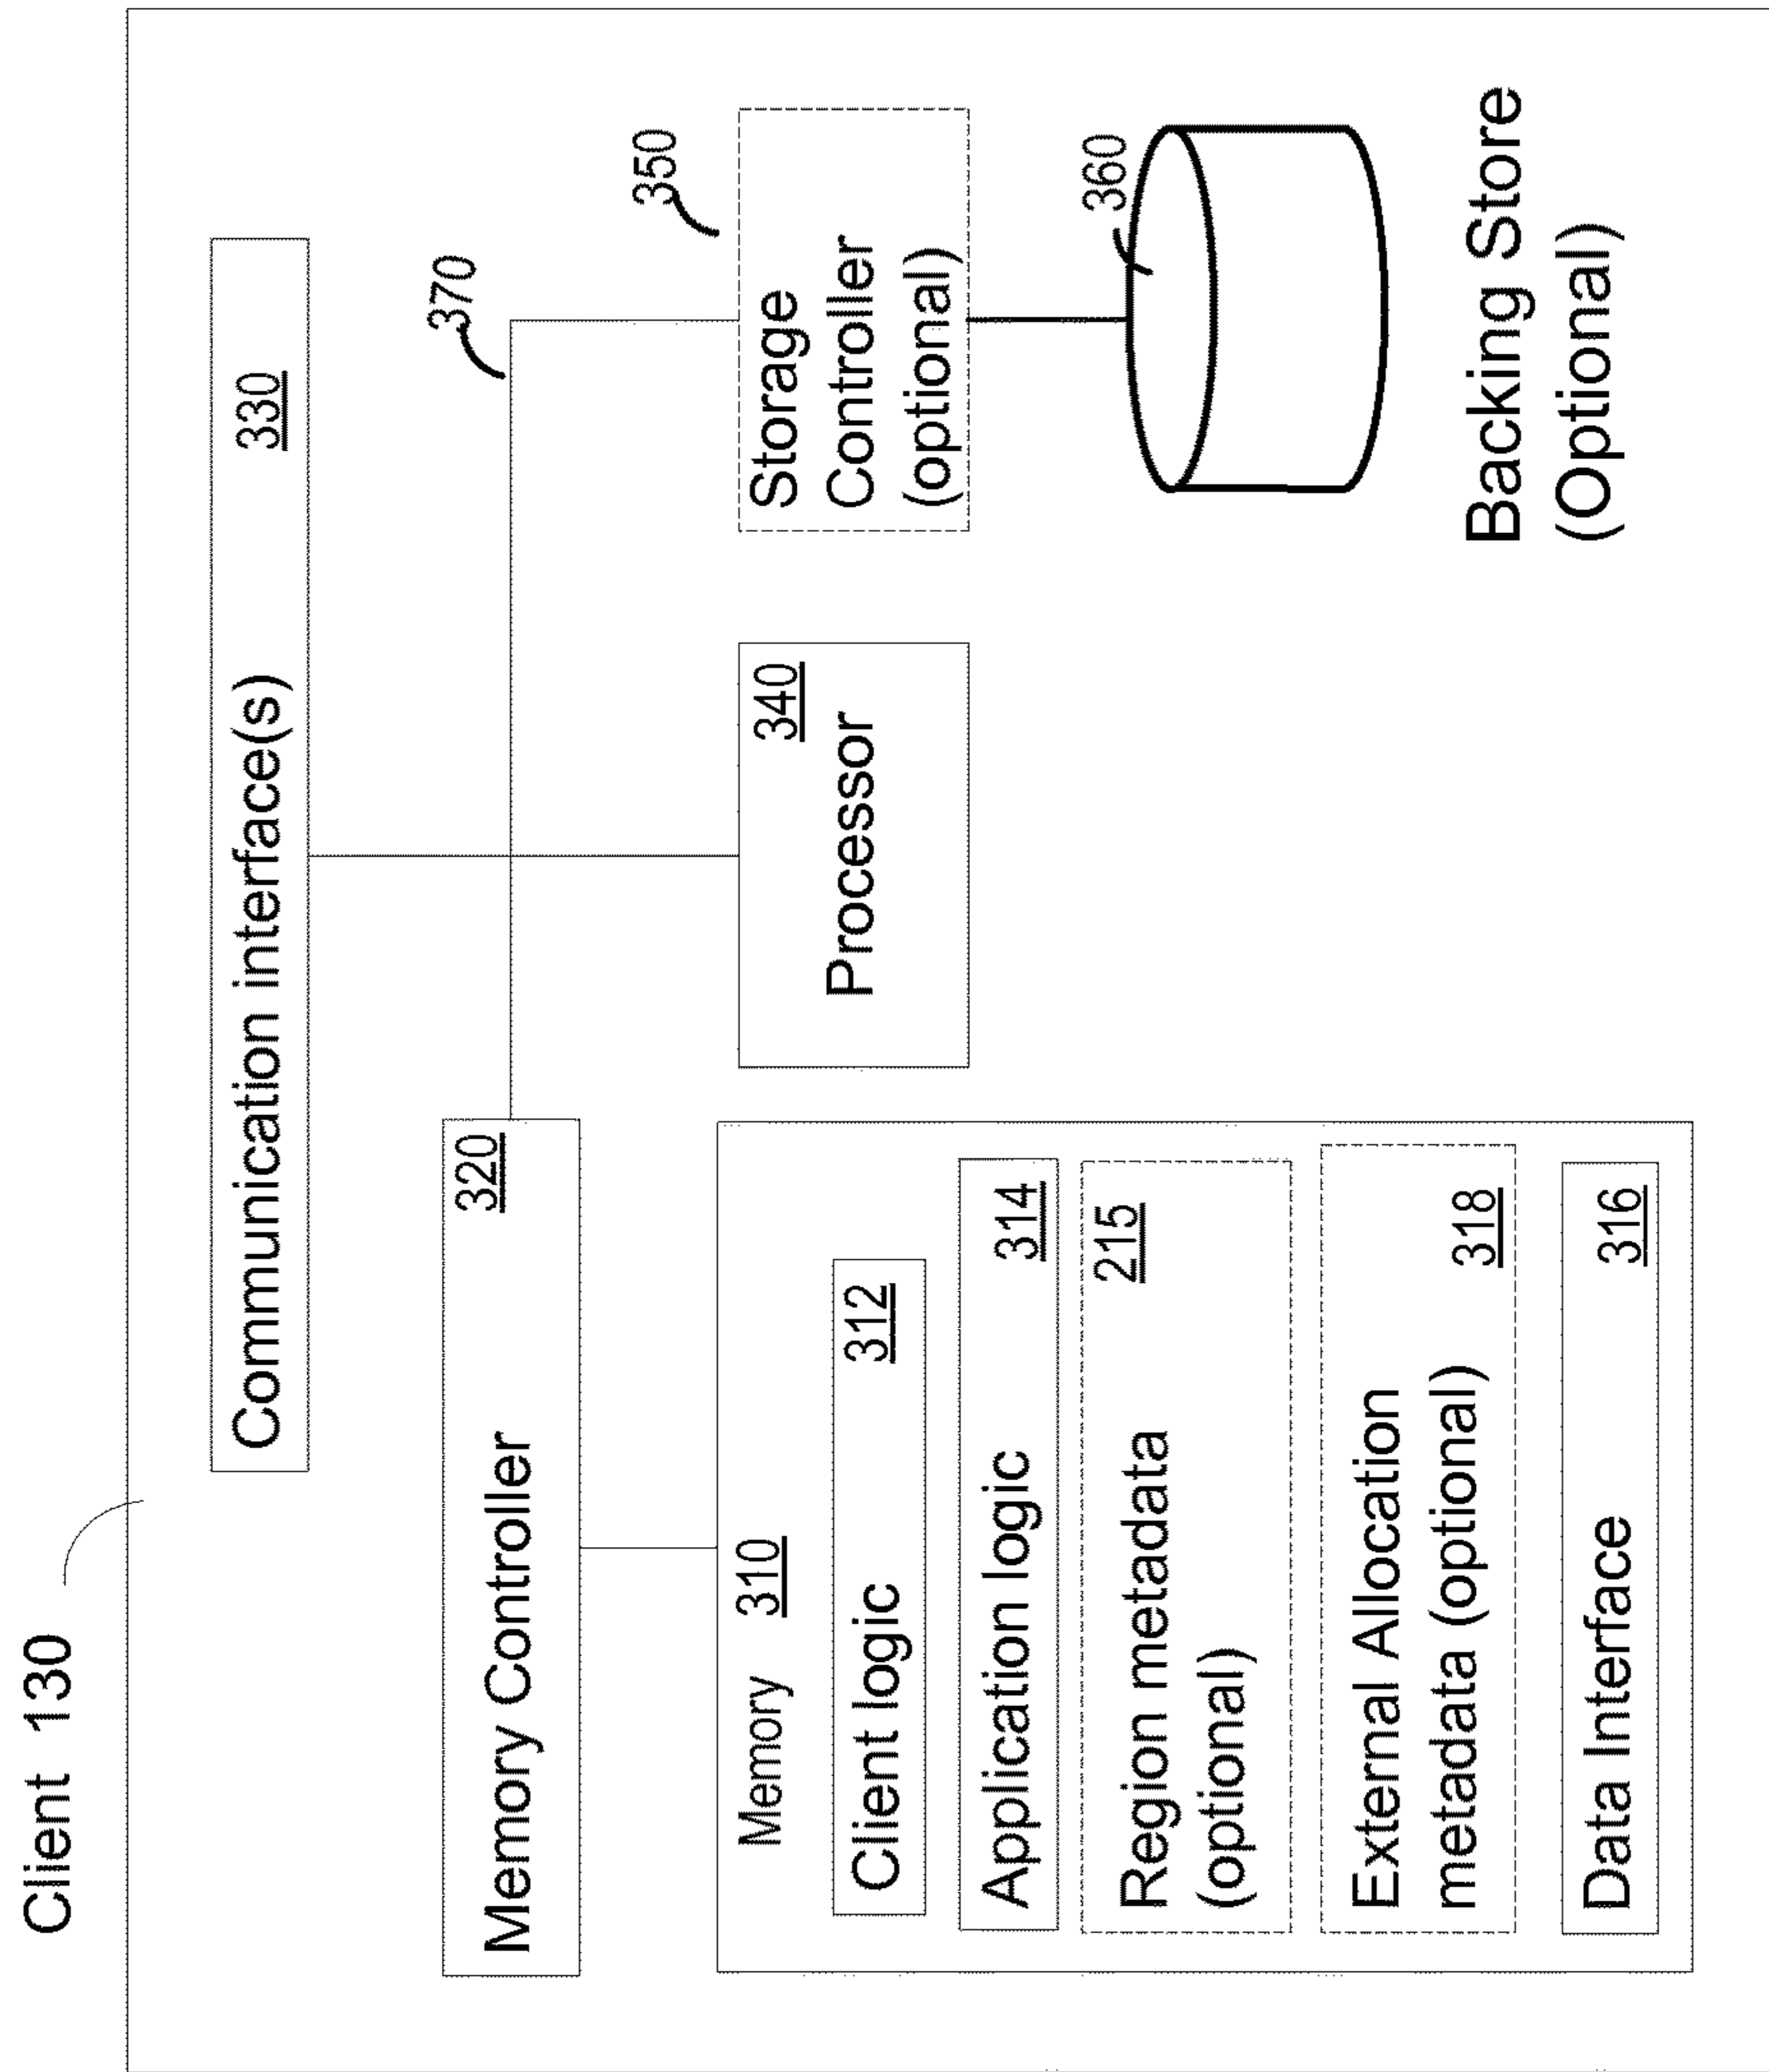 Client 130
Communication interface(s) 330
370
Memory Controller 320
350
Storage
Controller
(optional)
340
Processor
360
Backing Store
(Optional)
Memory 310
Client logic 312
Application logic 314
Region metadata 215
(optional)
External Allocation
metadata (optional) 318
Data Interface 316